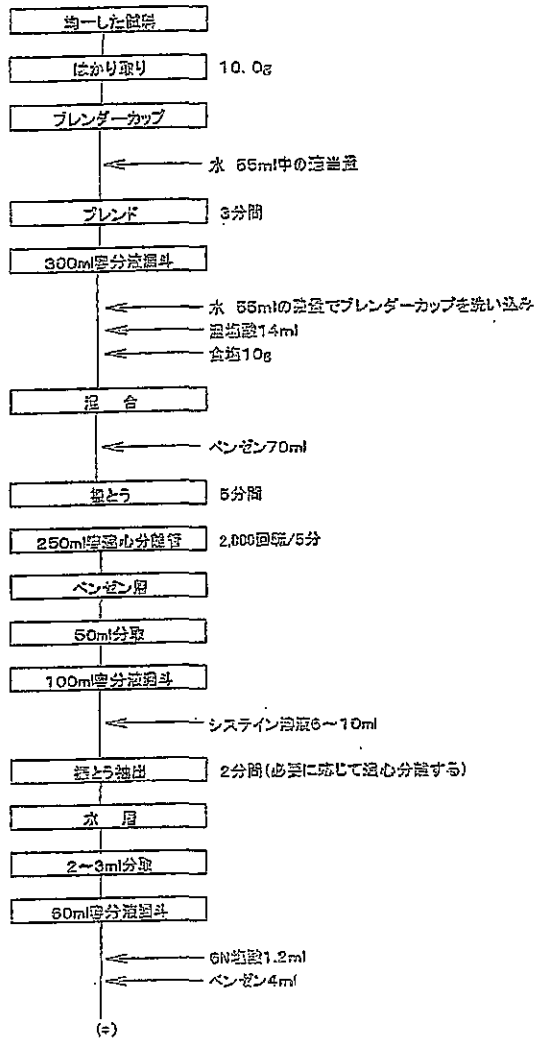 均一した試料
はかり取り 10.0g
ブレンダーカップ
水 55ml中の適当量
ブレンド 3分間
300ml容分液漏斗
水 55mlの残量でブレンダーカップを洗い込み
濃塩酸14ml
食塩10g
混 合
ベンゼン70ml
振とう 5分間
250ml容遠心分離管 2,000回転/5分
ベンゼン層
50ml分取
100ml容分液漏斗
システイン溶液6〜10ml
振とう抽出 2分間(必要に応じて遠心分離する)
水 層
2〜3ml分取
60ml容分液漏斗
6N塩酸1.2ml
ベンゼン4ml